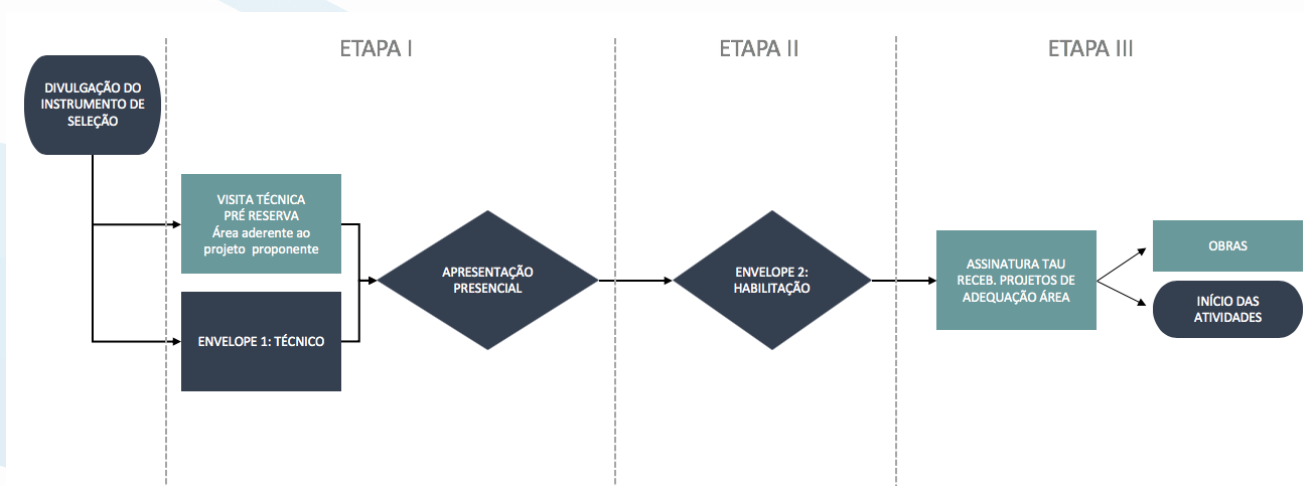 ETAPA I
ETAPA II
ETAPA III
DIVULGAÇÃO DO
INSTRUMENTO DE
SELEÇÃO
VISITA TÉCNICA
PRÉ RESERVA
Área aderente ao
projeto proponente
ENVELOPE 1: TÉCNICO
APRESENTAÇÃO
PRESENCIAL
ENVELOPE 2:
HABILITAÇÃO
ASSINATURA TAU
RECEB. PROJETOS DE
ADEQUAÇÃO ÁREA
OBRAS
INÍCIO DAS
ATIVIDADES